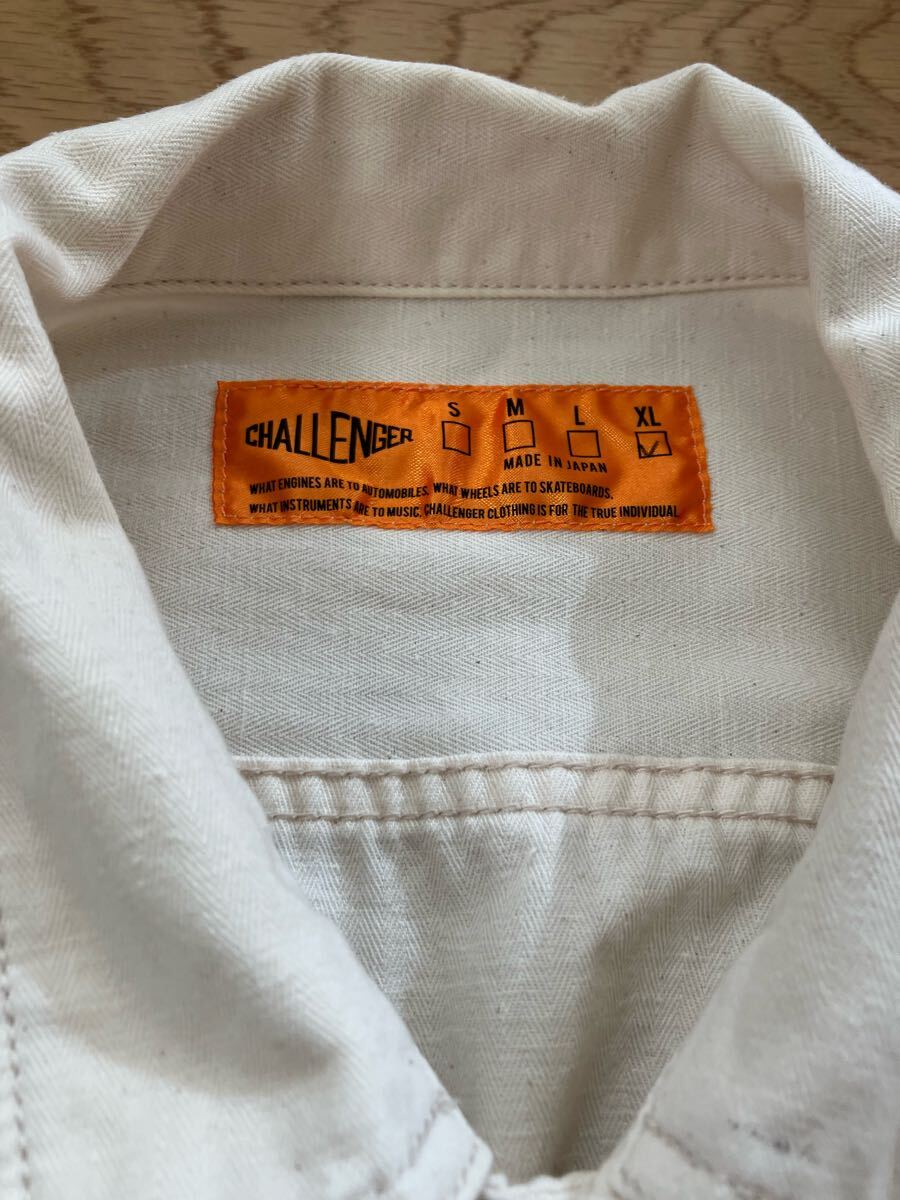 CHALLENGER
S M L XL
MADE IN JAPAN
WHAT ENGINES ARE TO AUTOMOBILES. WHAT WHEELS ARE TO SKATEBOARDS.
WHAT INSTRUMENTS ARE TO MUSIC. CHALLENGER CLOTHING IS FOR THE TRUE INDIVIDUAL